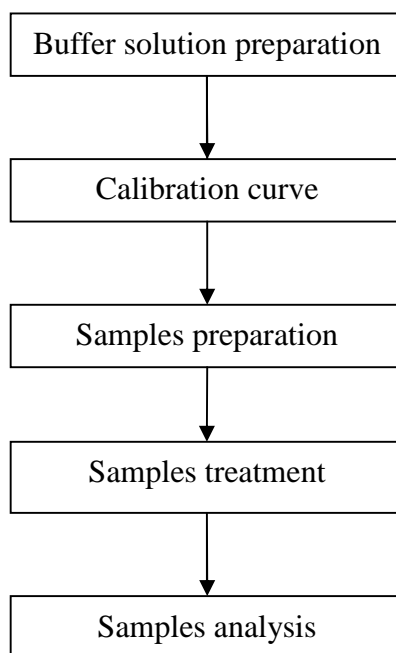 Buffer solution preparation
Calibration curve
Samples preparation
Samples treatment
Samples analysis